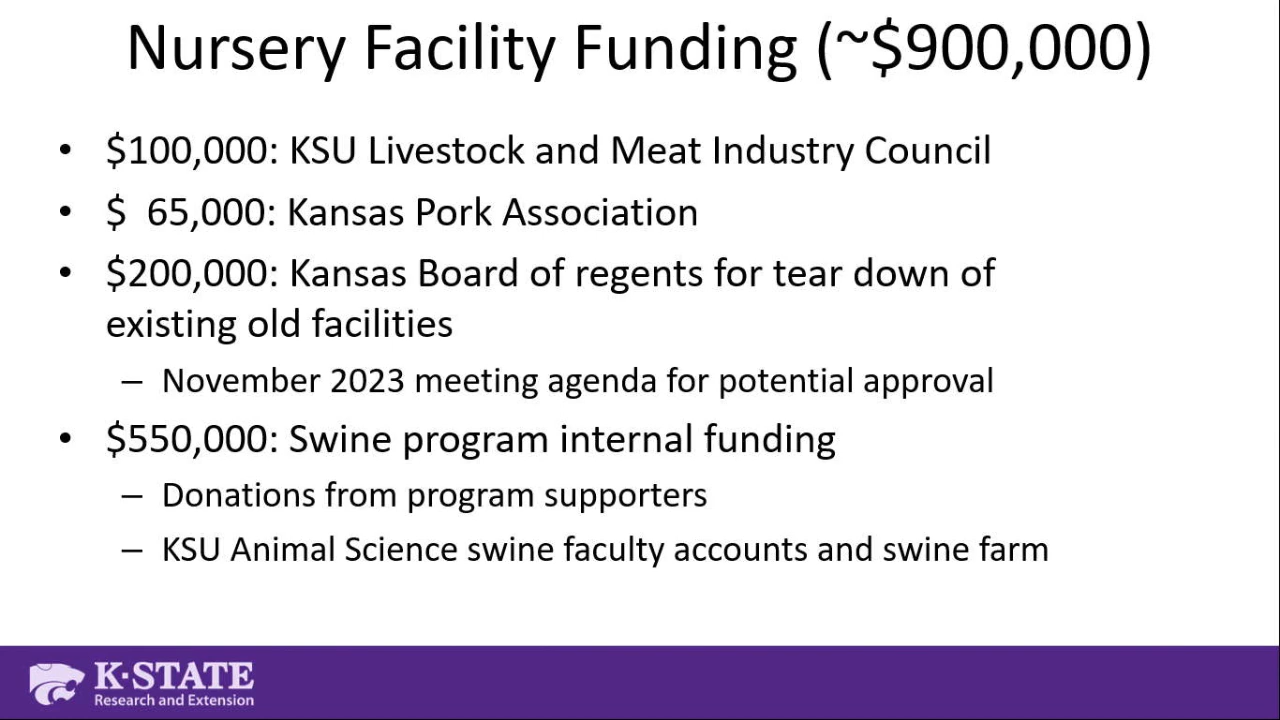 Nursery Facility Funding (~$900,000)
• $100,000: KSU Livestock and Meat Industry Council
• $ 65,000: Kansas Pork Association
• $200,000: Kansas Board of regents for tear down of
existing old facilities
– November 2023 meeting agenda for potential approval
• $550,000: Swine program internal funding
– Donations from program supporters
– KSU Animal Science swine faculty accounts and swine farm
K•STATE
Research and Extension